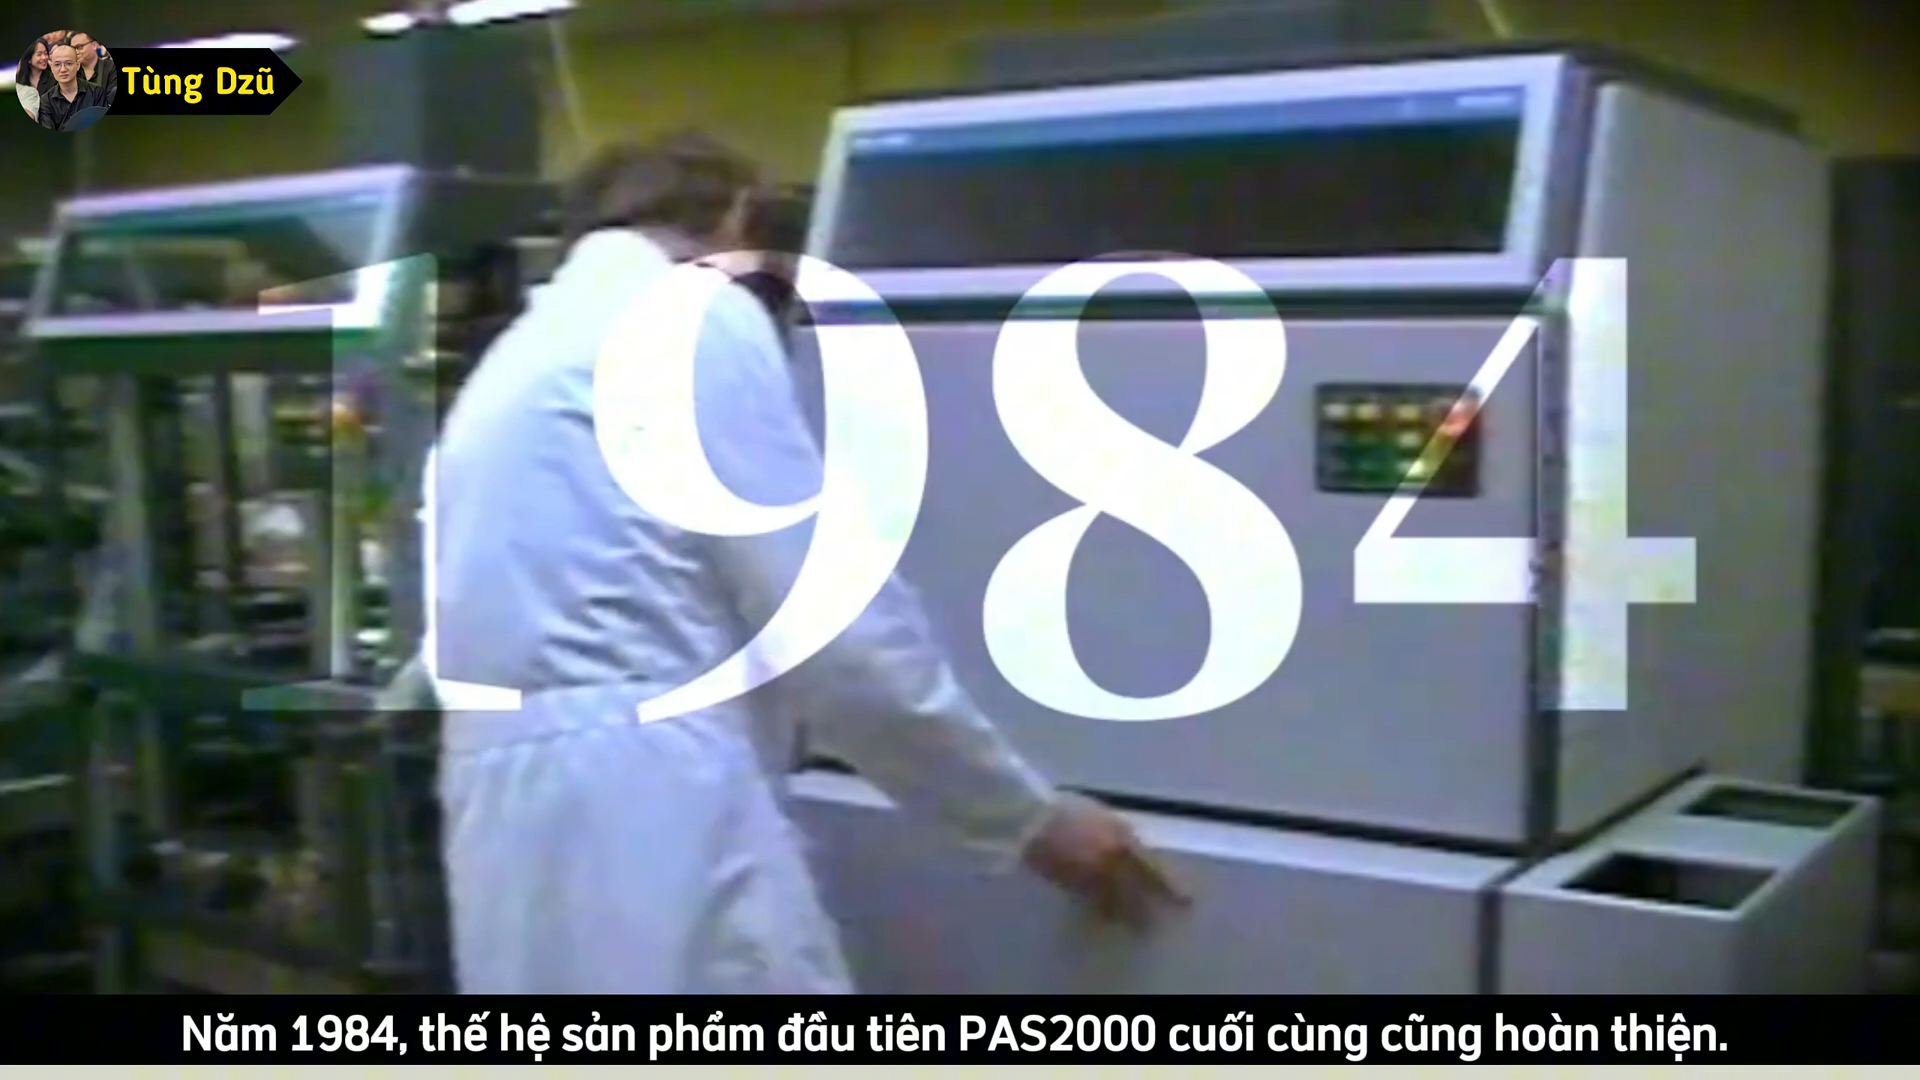 Tùng Dzũ
1984
Năm 1984, thế hệ sản phẩm đầu tiên PAS2000 cuối cùng cũng hoàn thiện.